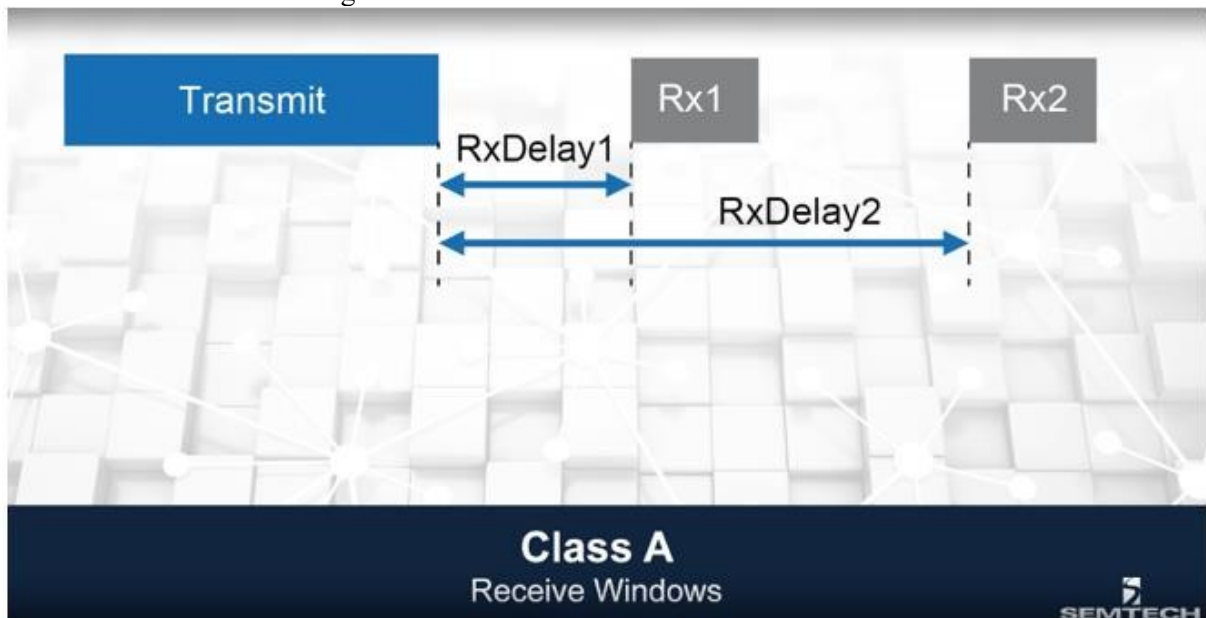 Transmit
Rx1
Rx2
RxDelay1
RxDelay2
Class A
Receive Windows
SEMTECH